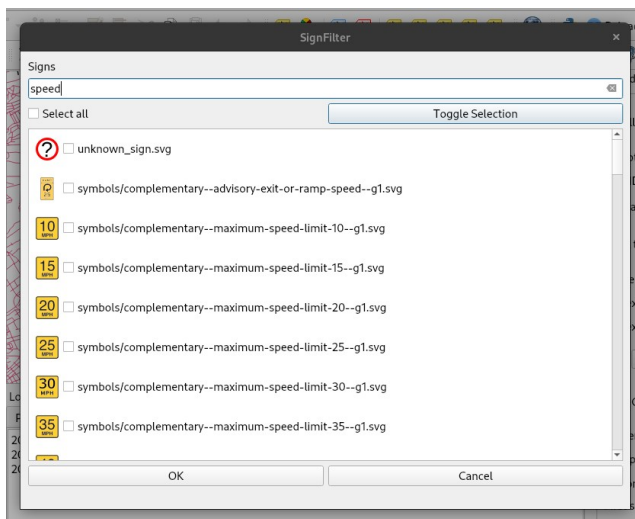 SignFilter
Signs
speed
Select all
Toggle Selection
? unknown_sign.svg
symbols/complementary--advisory-exit-or-ramp-speed--g1.svg
10 MPH symbols/complementary--maximum-speed-limit-10--g1.svg
15 MPH symbols/complementary--maximum-speed-limit-15--g1.svg
20 MPH symbols/complementary--maximum-speed-limit-20--g1.svg
25 MPH symbols/complementary--maximum-speed-limit-25--g1.svg
30 MPH symbols/complementary--maximum-speed-limit-30--g1.svg
35 MPH symbols/complementary--maximum-speed-limit-35--g1.svg
OK
Cancel